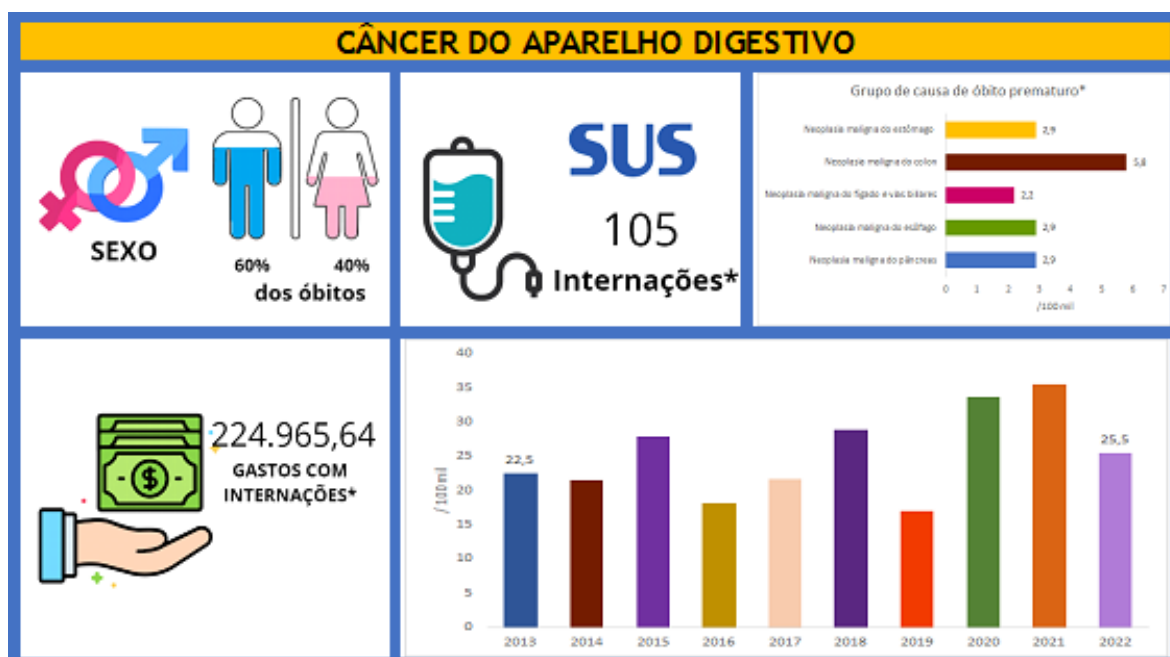 CÂNCER DO APARELHO DIGESTIVO
SEXO
60%
40%
dos óbitos
SUS
105
Internações*
Grupo de causa de óbito prematuro*
Neoplasia maligna do estômago
2,9
Neoplasia maligna do colon
5,8
Neoplasia maligna do fígado e vias biliares
2,2
Neoplasia maligna do esôfago
2,9
Neoplasia maligna do pâncreas
2,9
0 1 2 3 4 5 6 7
/100mil
224.965,64
GASTOS COM
INTERNAÇÕES*
40
35
30
25
20
15
10
5
0
/100mil
22,5
25,5
2013 2014 2015 2016 2017 2018 2019 2020 2021 2022